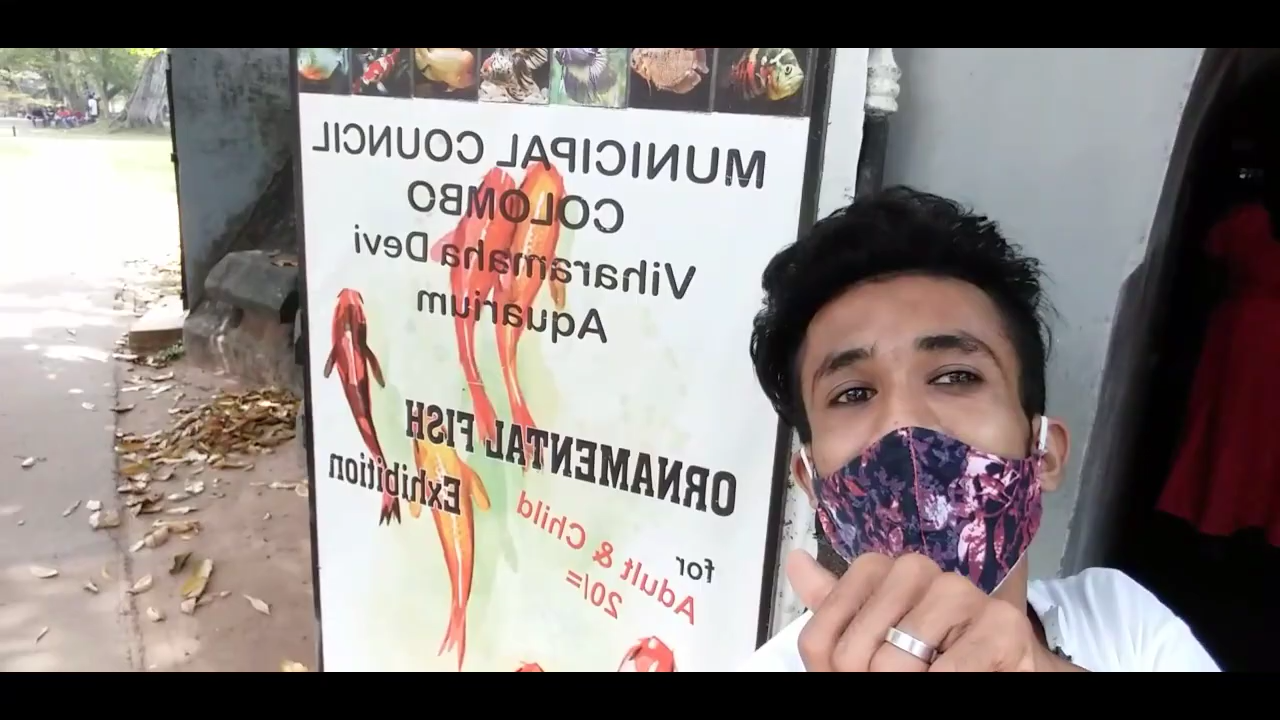 MUNICIPAL COUNCIL
COLOMBO
Viharamaha Devi
Aquarium
ORNAMENTAL FISH
Exhibition
for
Adult & Child
20/=